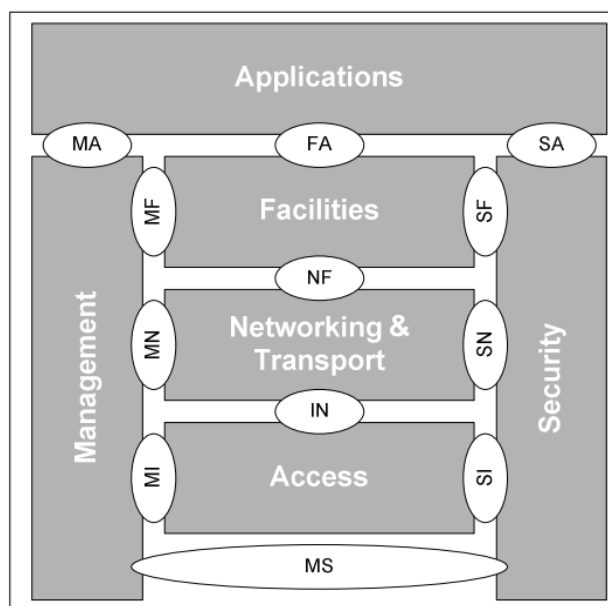 Applications
MA
FA
SA
MF
Facilities
SF
NF
Management
MN
Networking &
Transport
SN
Security
IN
MI
Access
SI
MS